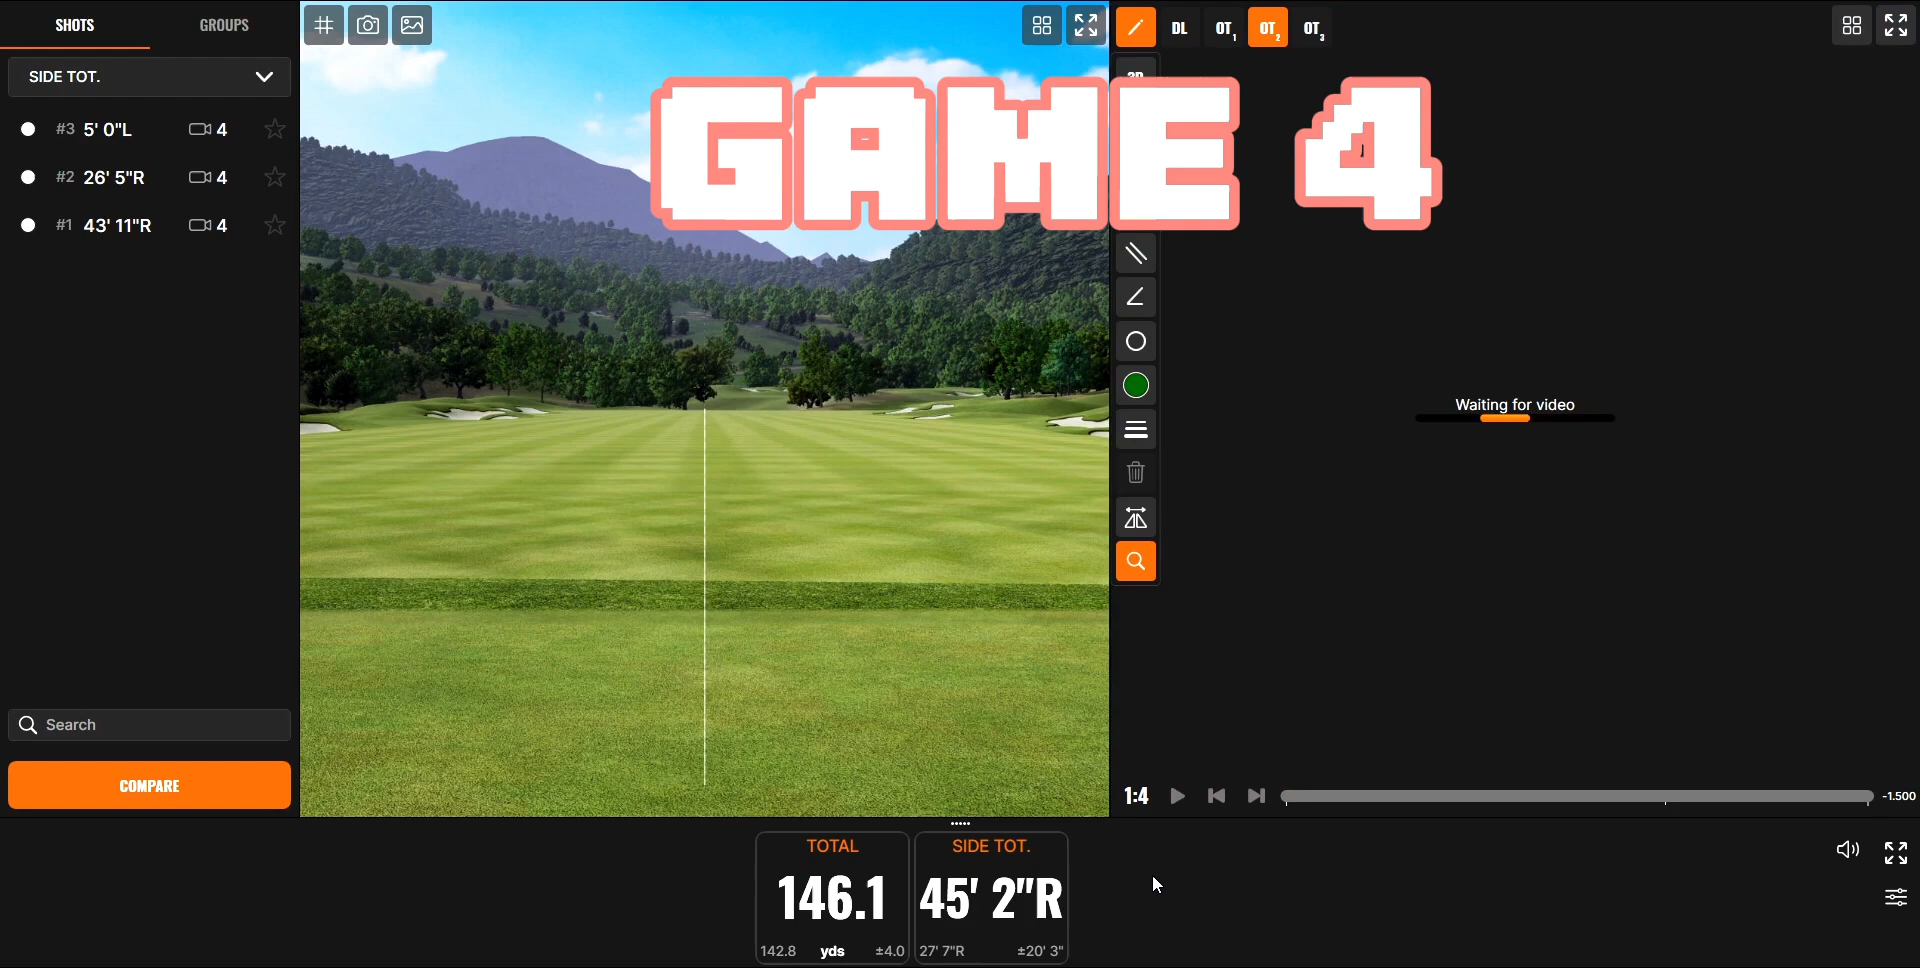 SHOTS
GROUPS
DL
OT1
OT2
OT3
SIDE TOT.
GAME 4
#3 5' 0"L 4
#2 26' 5"R 4
#1 43' 11"R 4
Waiting for video
Search
COMPARE
1:4
-1.500
TOTAL
146.1
142.8 yds ±4.0
SIDE TOT.
45' 2"R
27' 7"R ±20' 3"